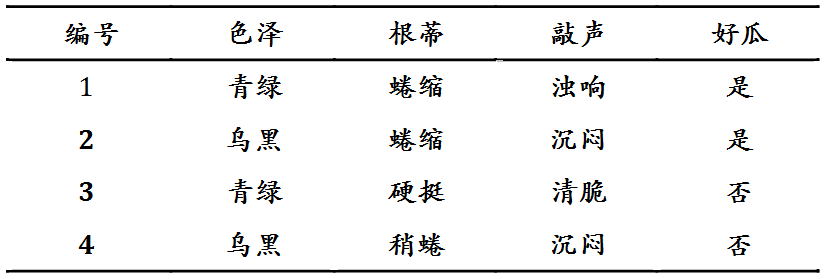 编号 色泽 根蒂 敲声 好瓜
1 青绿 蜷缩 浊响 是
2 乌黑 蜷缩 沉闷 是
3 青绿 硬挺 清脆 否
4 乌黑 稍蜷 沉闷 否